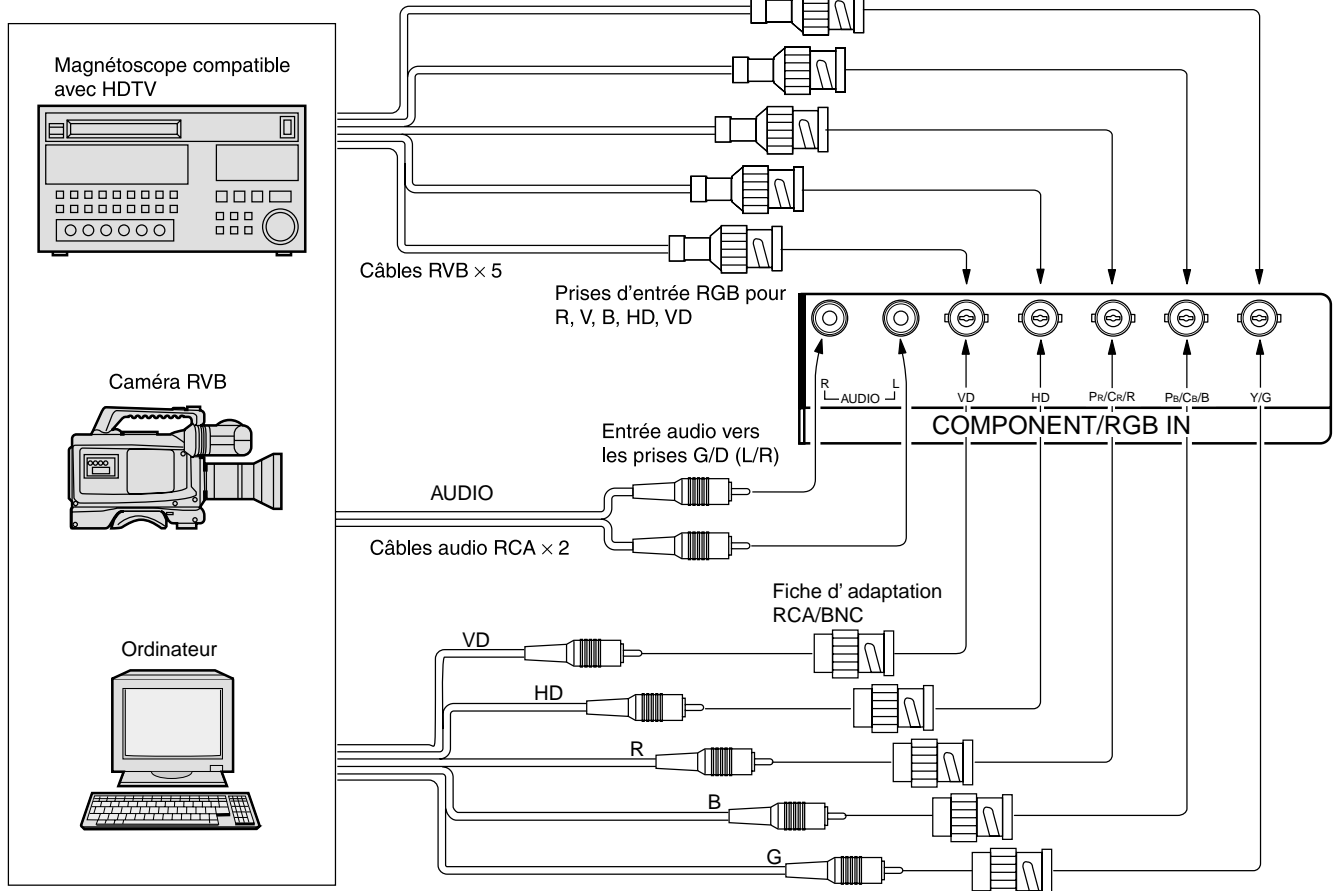 Magnétoscope compatible
avec HDTV
Câbles RVB × 5
Prises d'entrée RGB pour
R, V, B, HD, VD
Caméra RVB
R
L
AUDIO
VD
HD
PR/CR/R
PB/CB/B
Y/G
COMPONENT/RGB IN
Entrée audio vers
les prises G/D (L/R)
AUDIO
Câbles audio RCA × 2
Fiche d' adaptation
RCA/BNC
Ordinateur
VD
HD
R
B
G